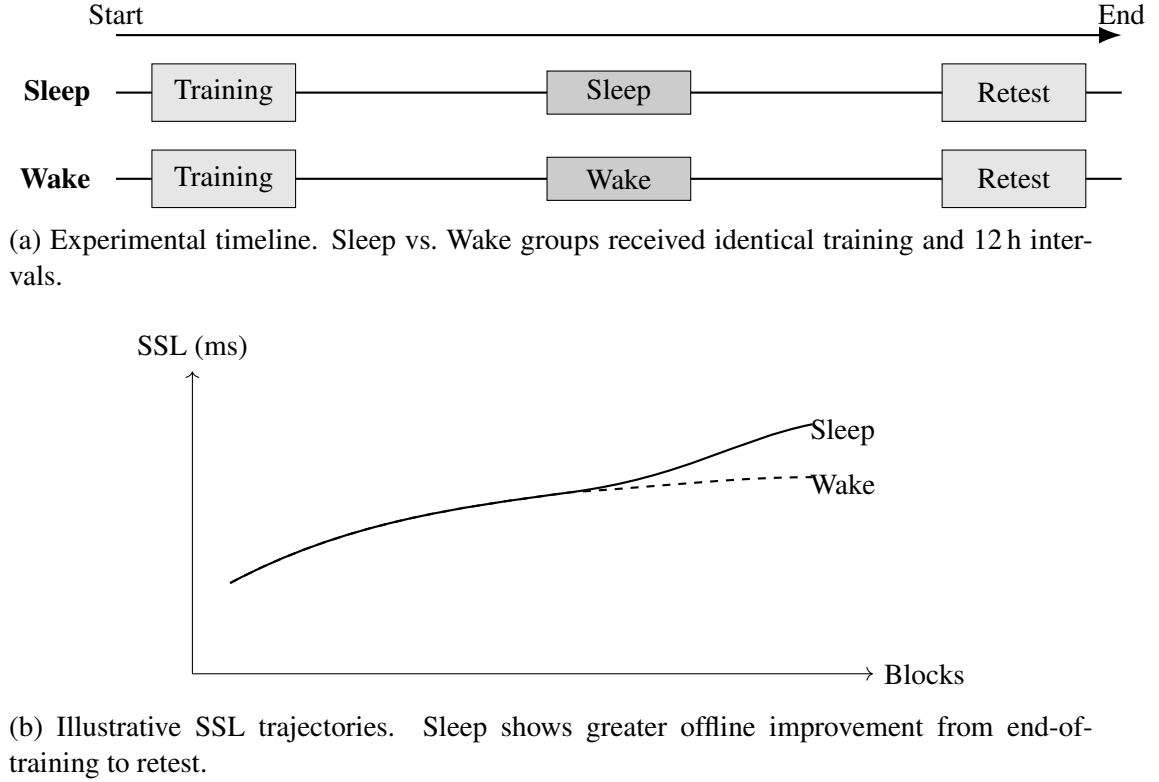 Start End
Sleep Training Sleep Retest
Wake Training Wake Retest
(a) Experimental timeline. Sleep vs. Wake groups received identical training and 12 h inter-
vals.
SSL (ms)
Sleep
Wake
Blocks
(b) Illustrative SSL trajectories. Sleep shows greater offline improvement from end-of-
training to retest.